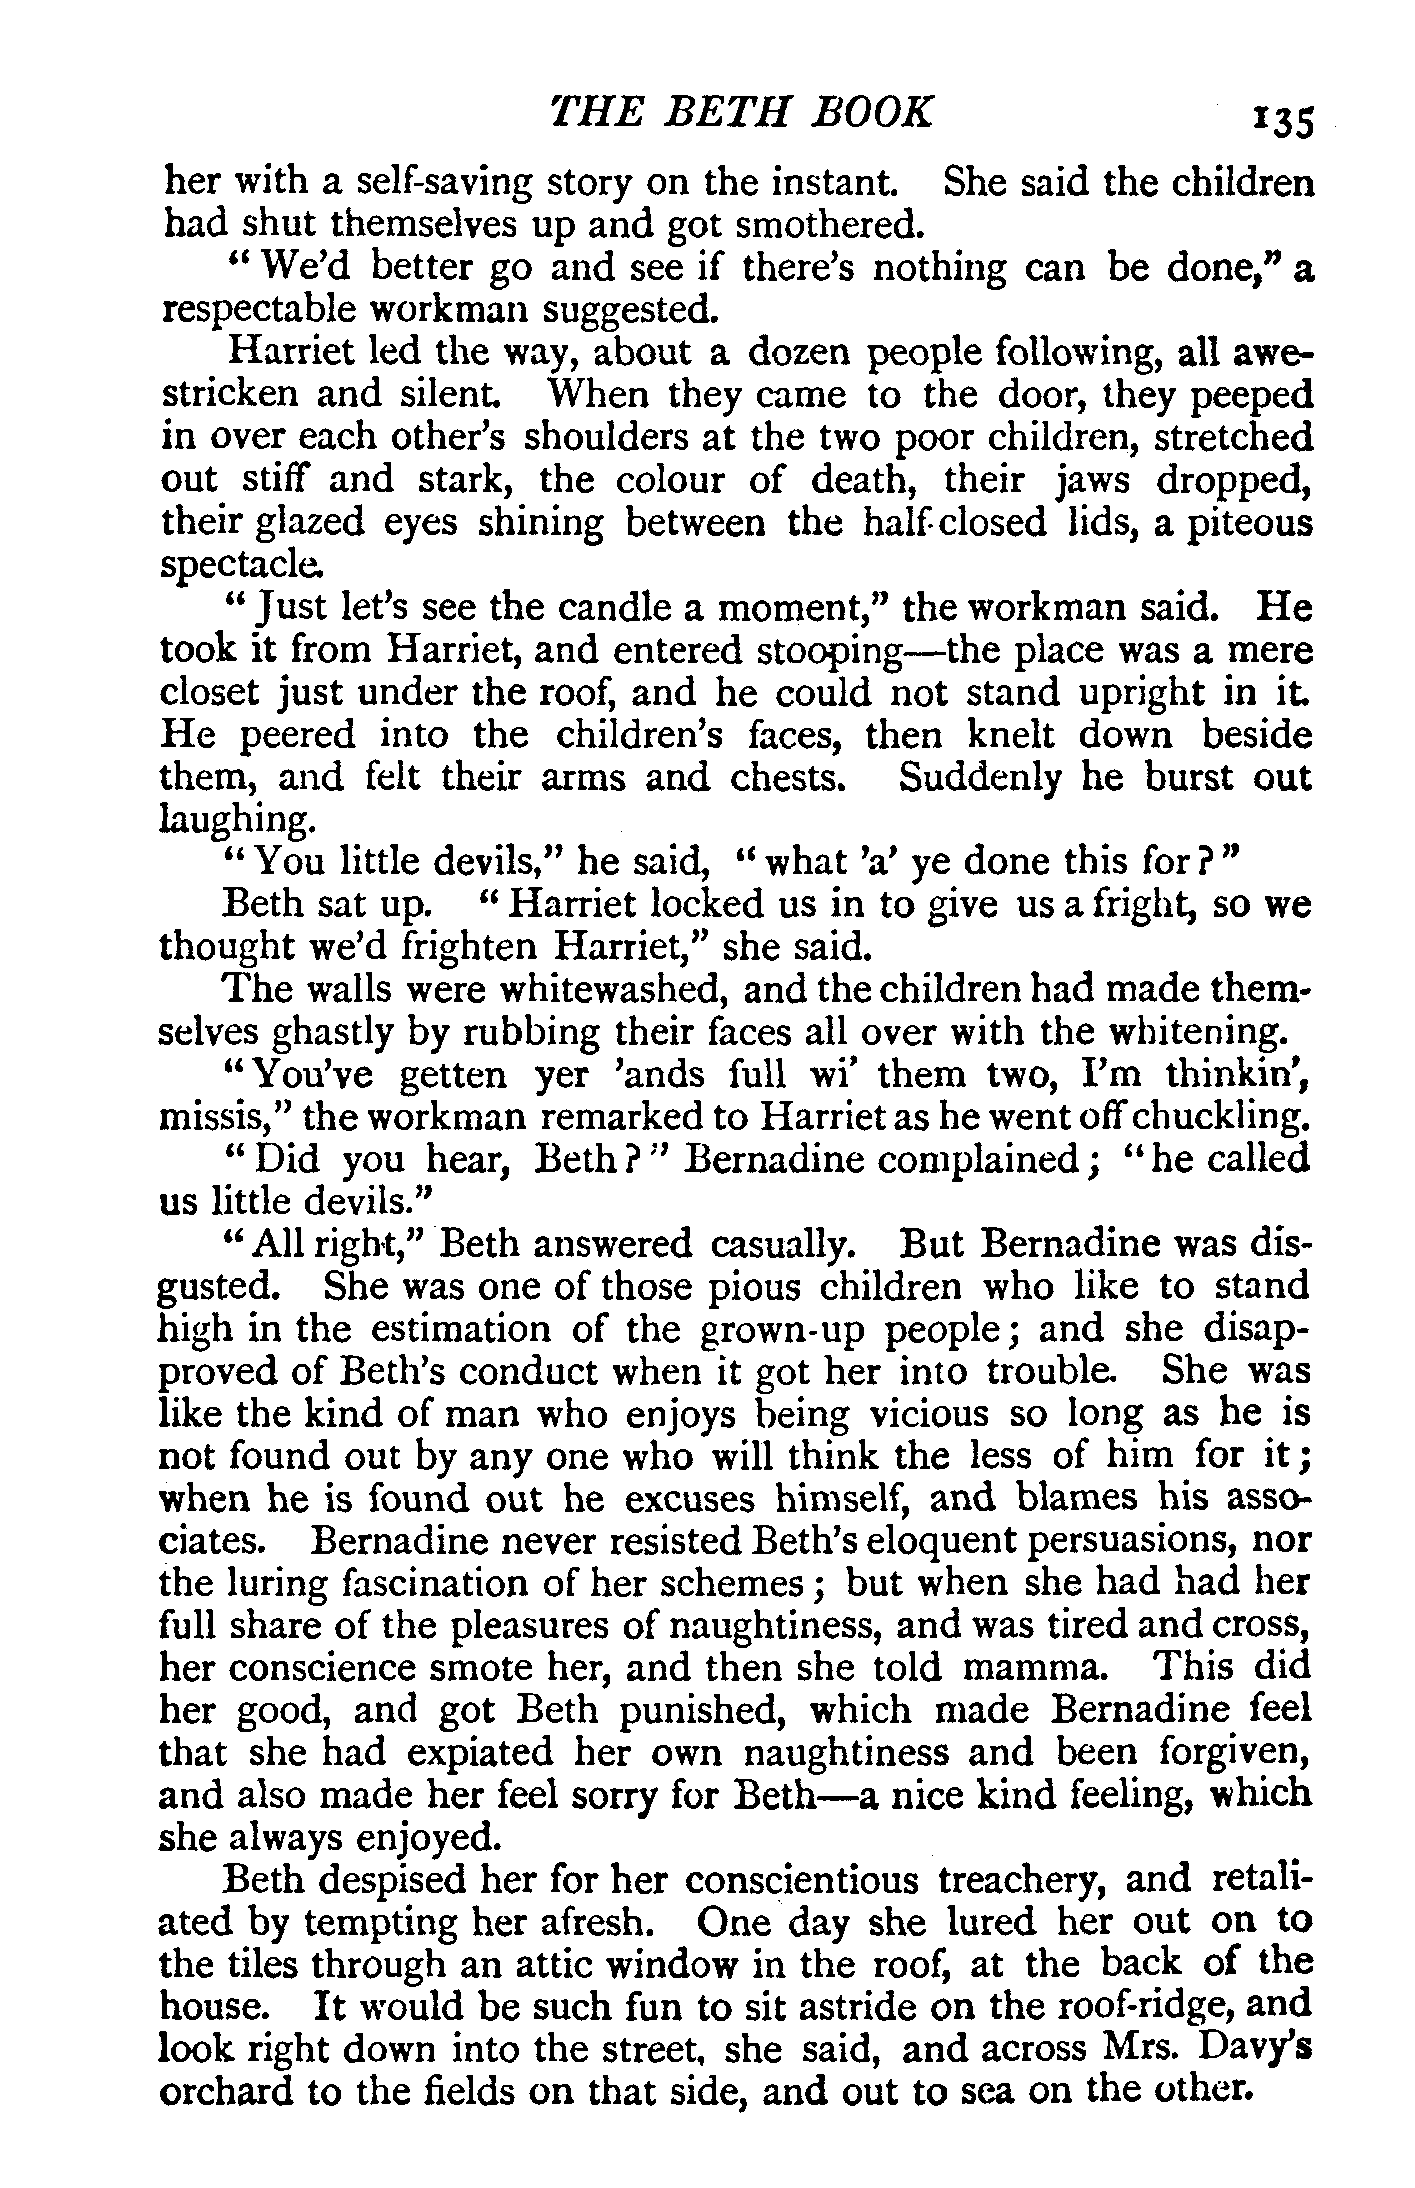 THE BETH BOOK 135
her with a self-saving story on the instant. She said the children
had shut themselves up and got smothered.
“We’d better go and see if there’s nothing can be done,” a
respectable workman suggested.
Harriet led the way, about a dozen people following, all awe-
stricken and silent. When they came to the door, they peeped
in over each other’s shoulders at the two poor children, stretched
out stiff and stark, the colour of death, their jaws dropped,
their glazed eyes shining between the half-closed lids, a piteous
spectacle.
“Just let’s see the candle a moment,” the workman said. He
took it from Harriet, and entered stooping—the place was a mere
closet just under the roof, and he could not stand upright in it.
He peered into the children’s faces, then knelt down beside
them, and felt their arms and chests. Suddenly he burst out
laughing.
“You little devils,” he said, “what ’a’ ye done this for?”
Beth sat up. “Harriet locked us in to give us a fright, so we
thought we’d frighten Harriet,” she said.
The walls were whitewashed, and the children had made them-
selves ghastly by rubbing their faces all over with the whitening.
“You’ve getten yer ’ands full wi’ them two, I’m thinkin’,
missis,” the workman remarked to Harriet as he went off chuckling.
“Did you hear, Beth?” Bernadine complained; “he called
us little devils.”
“All right,” Beth answered casually. But Bernadine was dis-
gusted. She was one of those pious children who like to stand
high in the estimation of the grown-up people; and she disap-
proved of Beth’s conduct when it got her into trouble. She was
like the kind of man who enjoys being vicious so long as he is
not found out by any one who will think the less of him for it;
when he is found out he excuses himself, and blames his asso-
ciates. Bernadine never resisted Beth’s eloquent persuasions, nor
the luring fascination of her schemes; but when she had had her
full share of the pleasures of naughtiness, and was tired and cross,
her conscience smote her, and then she told mamma. This did
her good, and got Beth punished, which made Bernadine feel
that she had expiated her own naughtiness and been forgiven,
and also made her feel sorry for Beth—a nice kind feeling, which
she always enjoyed.
Beth despised her for her conscientious treachery, and retali-
ated by tempting her afresh. One day she lured her out on to
the tiles through an attic window in the roof, at the back of the
house. It would be such fun to sit astride on the roof-ridge, and
look right down into the street, she said, and across Mrs. Davy’s
orchard to the fields on that side, and out to sea on the other.